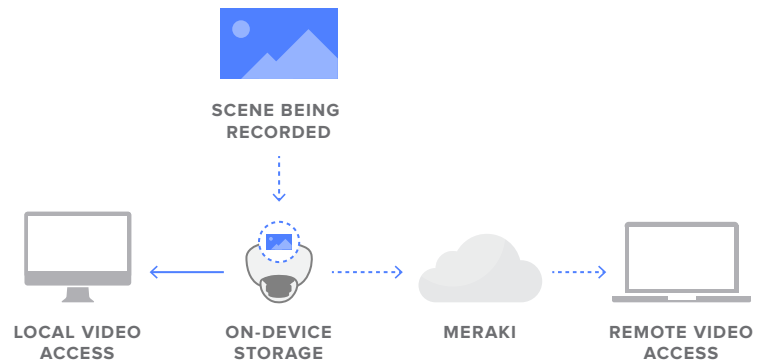 SCENE BEING
RECORDED
LOCAL VIDEO
ACCESS
ON-DEVICE
STORAGE
MERAKI
REMOTE VIDEO
ACCESS